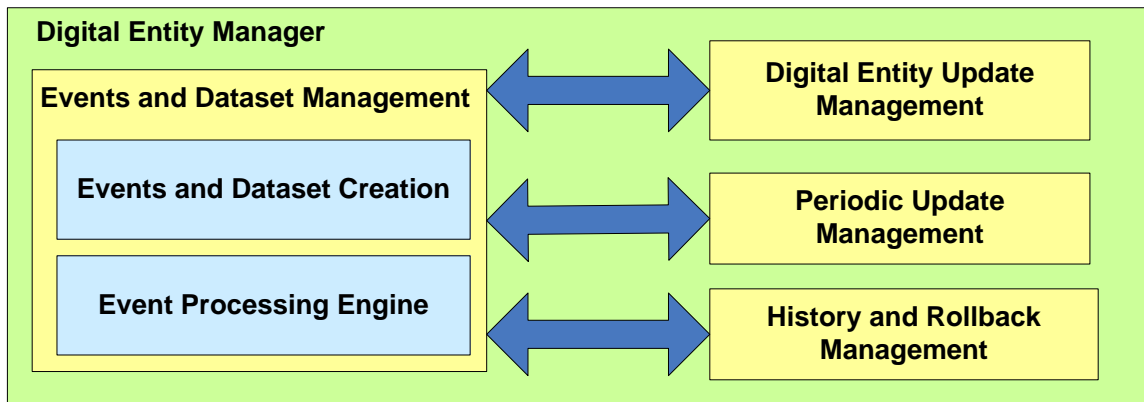 Digital Entity Manager
Events and Dataset Management
Events and Dataset Creation
Event Processing Engine
Digital Entity Update
Management
Periodic Update
Management
History and Rollback
Management